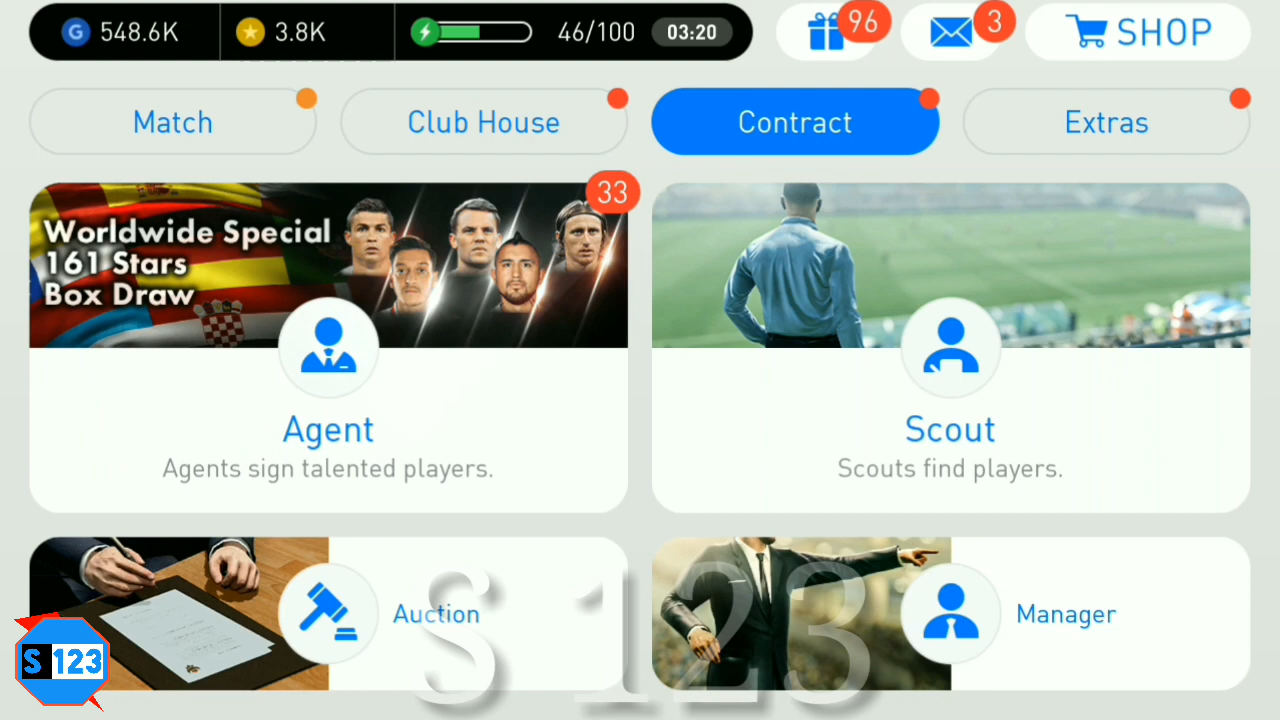 G 548.6K
3.8K
46/100
03:20
96
3
SHOP
Match
Club House
Contract
Extras
Worldwide Special
161 Stars
Box Draw
33
Agent
Agents sign talented players.
Scout
Scouts find players.
Auction
Manager
S 123
S 123